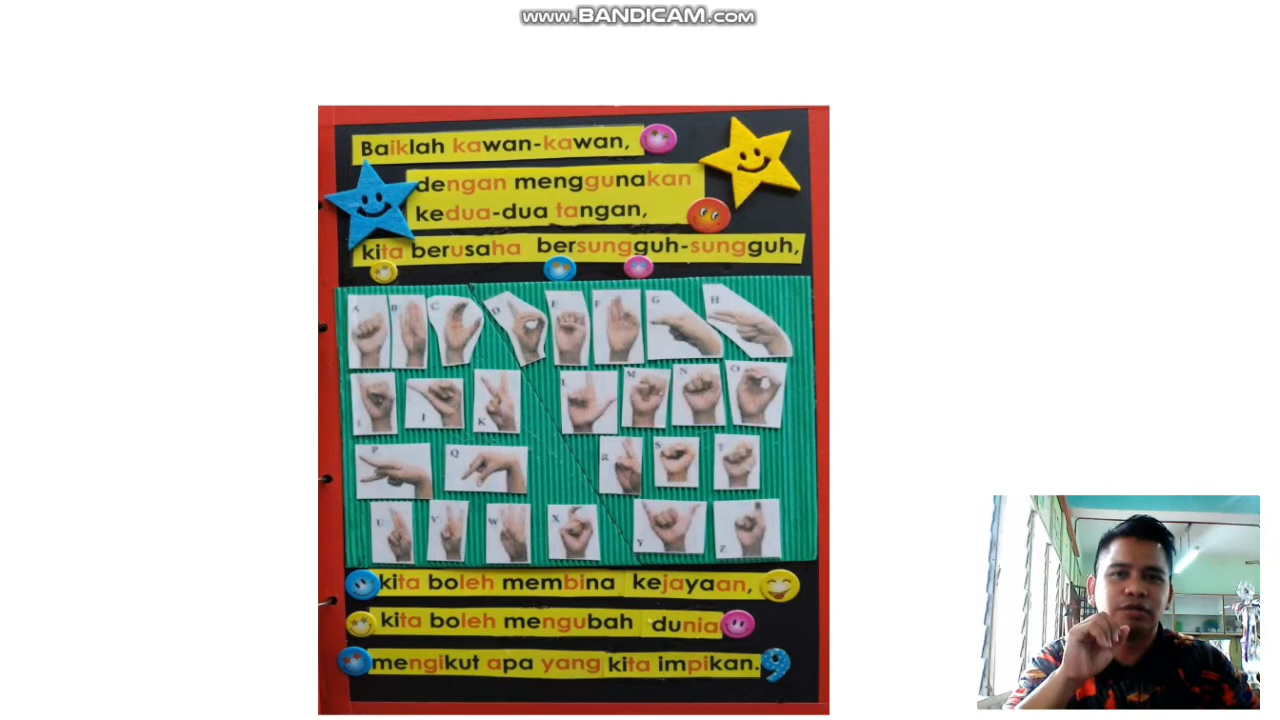 www.BANDICAM.com
Baiklah kawan-kawan,
dengan menggunakan
kedua-dua tangan,
kita berusaha bersungguh-sungguh,
A B C D E F G H
I J K L M N O
P Q R S T
U V W X Y Z
kita boleh membina kejayaan,
kita boleh mengubah dunia
mengikut apa yang kita impikan.
9